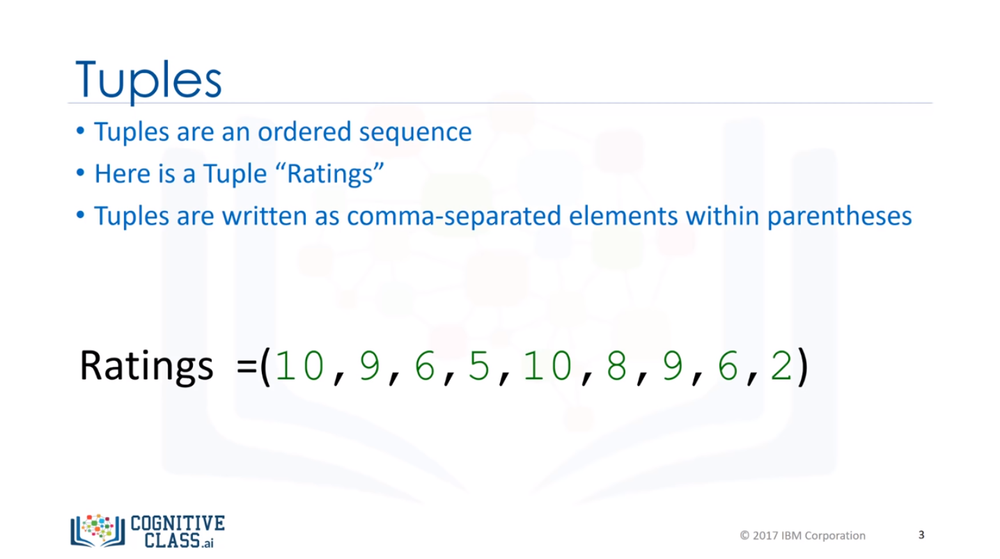 Tuples
• Tuples are an ordered sequence
• Here is a Tuple “Ratings”
• Tuples are written as comma-separated elements within parentheses
Ratings =(10,9,6,5,10,8,9,6,2)
COGNITIVE
CLASS.ai
© 2017 IBM Corporation
3